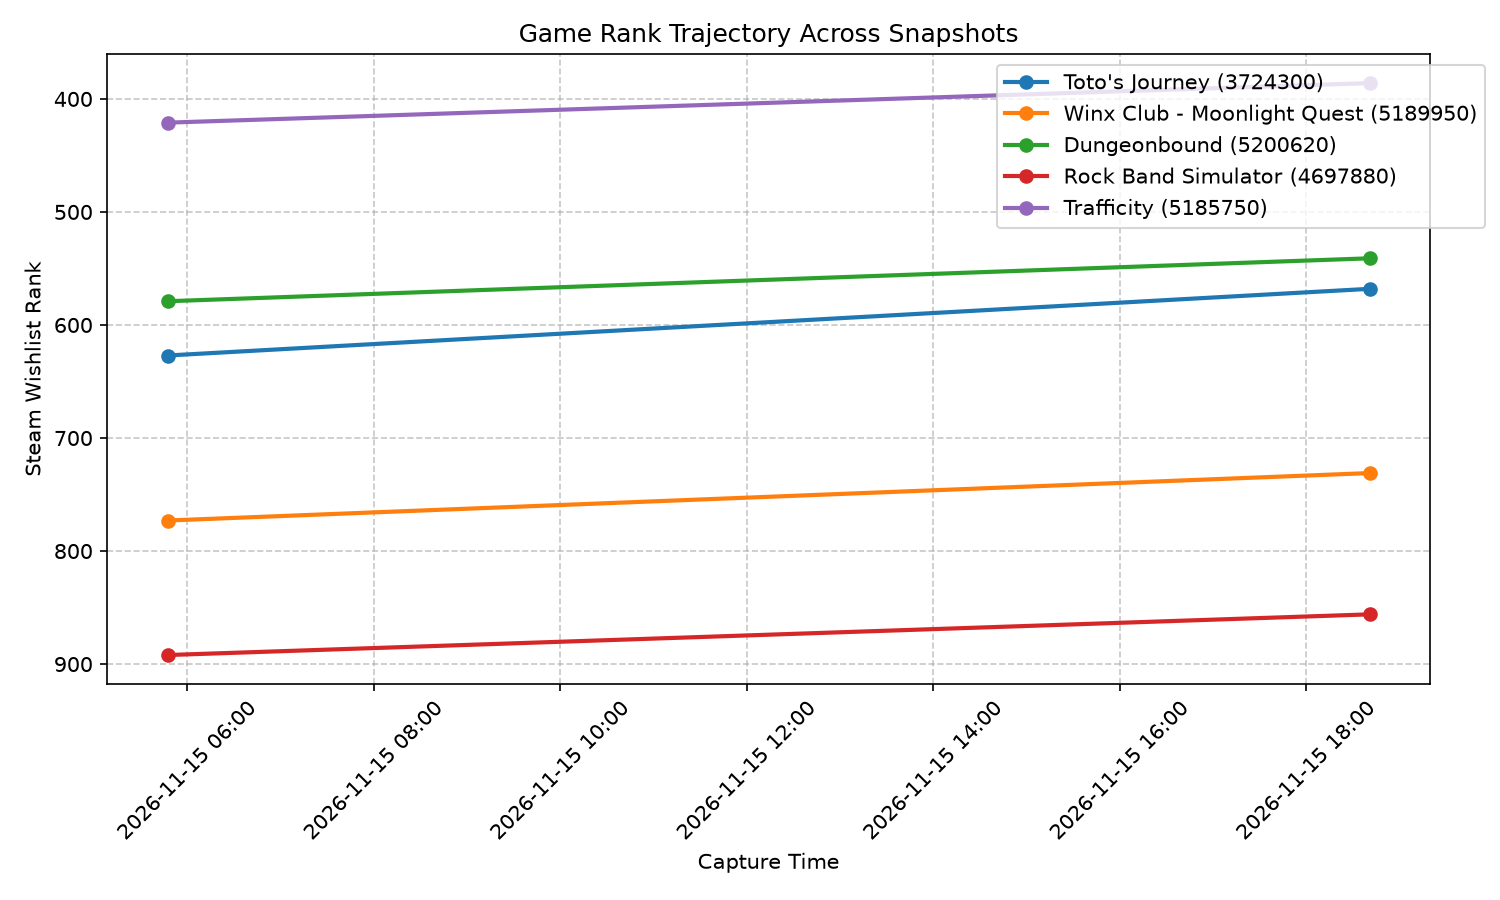 Game Rank Trajectory Across Snapshots
Toto's Journey (3724300)
Winx Club - Moonlight Quest (5189950)
Dungeonbound (5200620)
Rock Band Simulator (4697880)
Trafficity (5185750)
Steam Wishlist Rank
400
500
600
700
800
900
2026-11-15 06:00
2026-11-15 08:00
2026-11-15 10:00
2026-11-15 12:00
2026-11-15 14:00
2026-11-15 16:00
2026-11-15 18:00
Capture Time